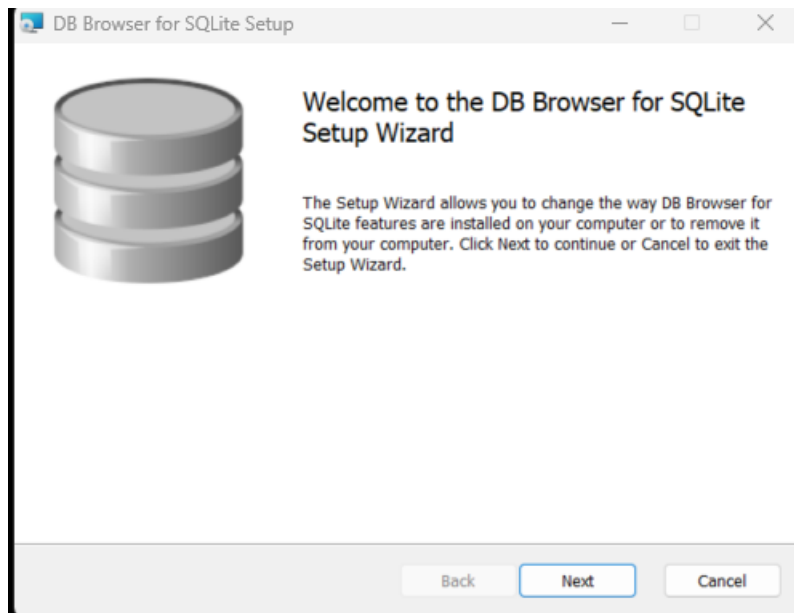 DB Browser for SQLite Setup
Welcome to the DB Browser for SQLite
Setup Wizard
The Setup Wizard allows you to change the way DB Browser for
SQLite features are installed on your computer or to remove it
from your computer. Click Next to continue or Cancel to exit the
Setup Wizard.
Back Next Cancel